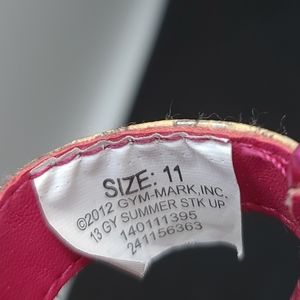 SIZE: 11
©2012 GYM-MARK, INC.
13 GY SUMMER STK UP
140111395
241156363